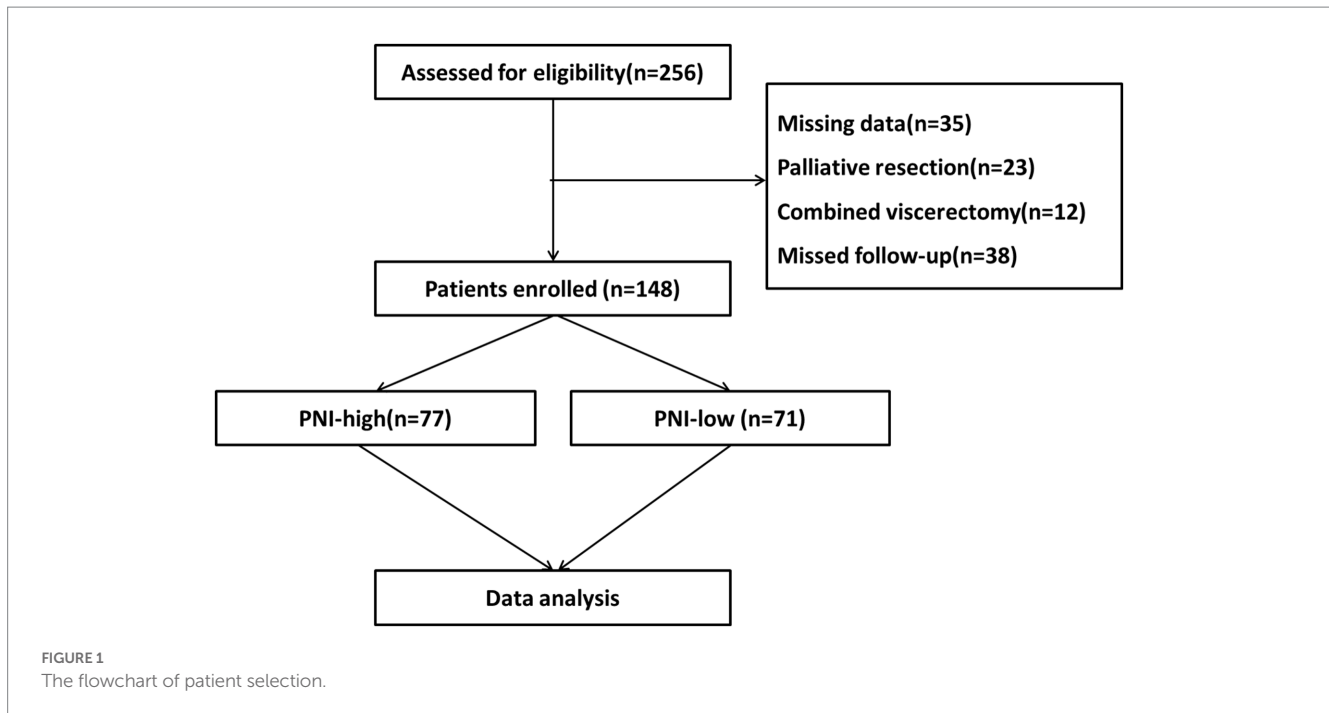 Assessed for eligibility(n=256)
Missing data(n=35)
Palliative resection(n=23)
Combined viscerectomy(n=12)
Missed follow-up(n=38)
Patients enrolled (n=148)
PNI-high(n=77)
PNI-low (n=71)
Data analysis
FIGURE 1
The flowchart of patient selection.